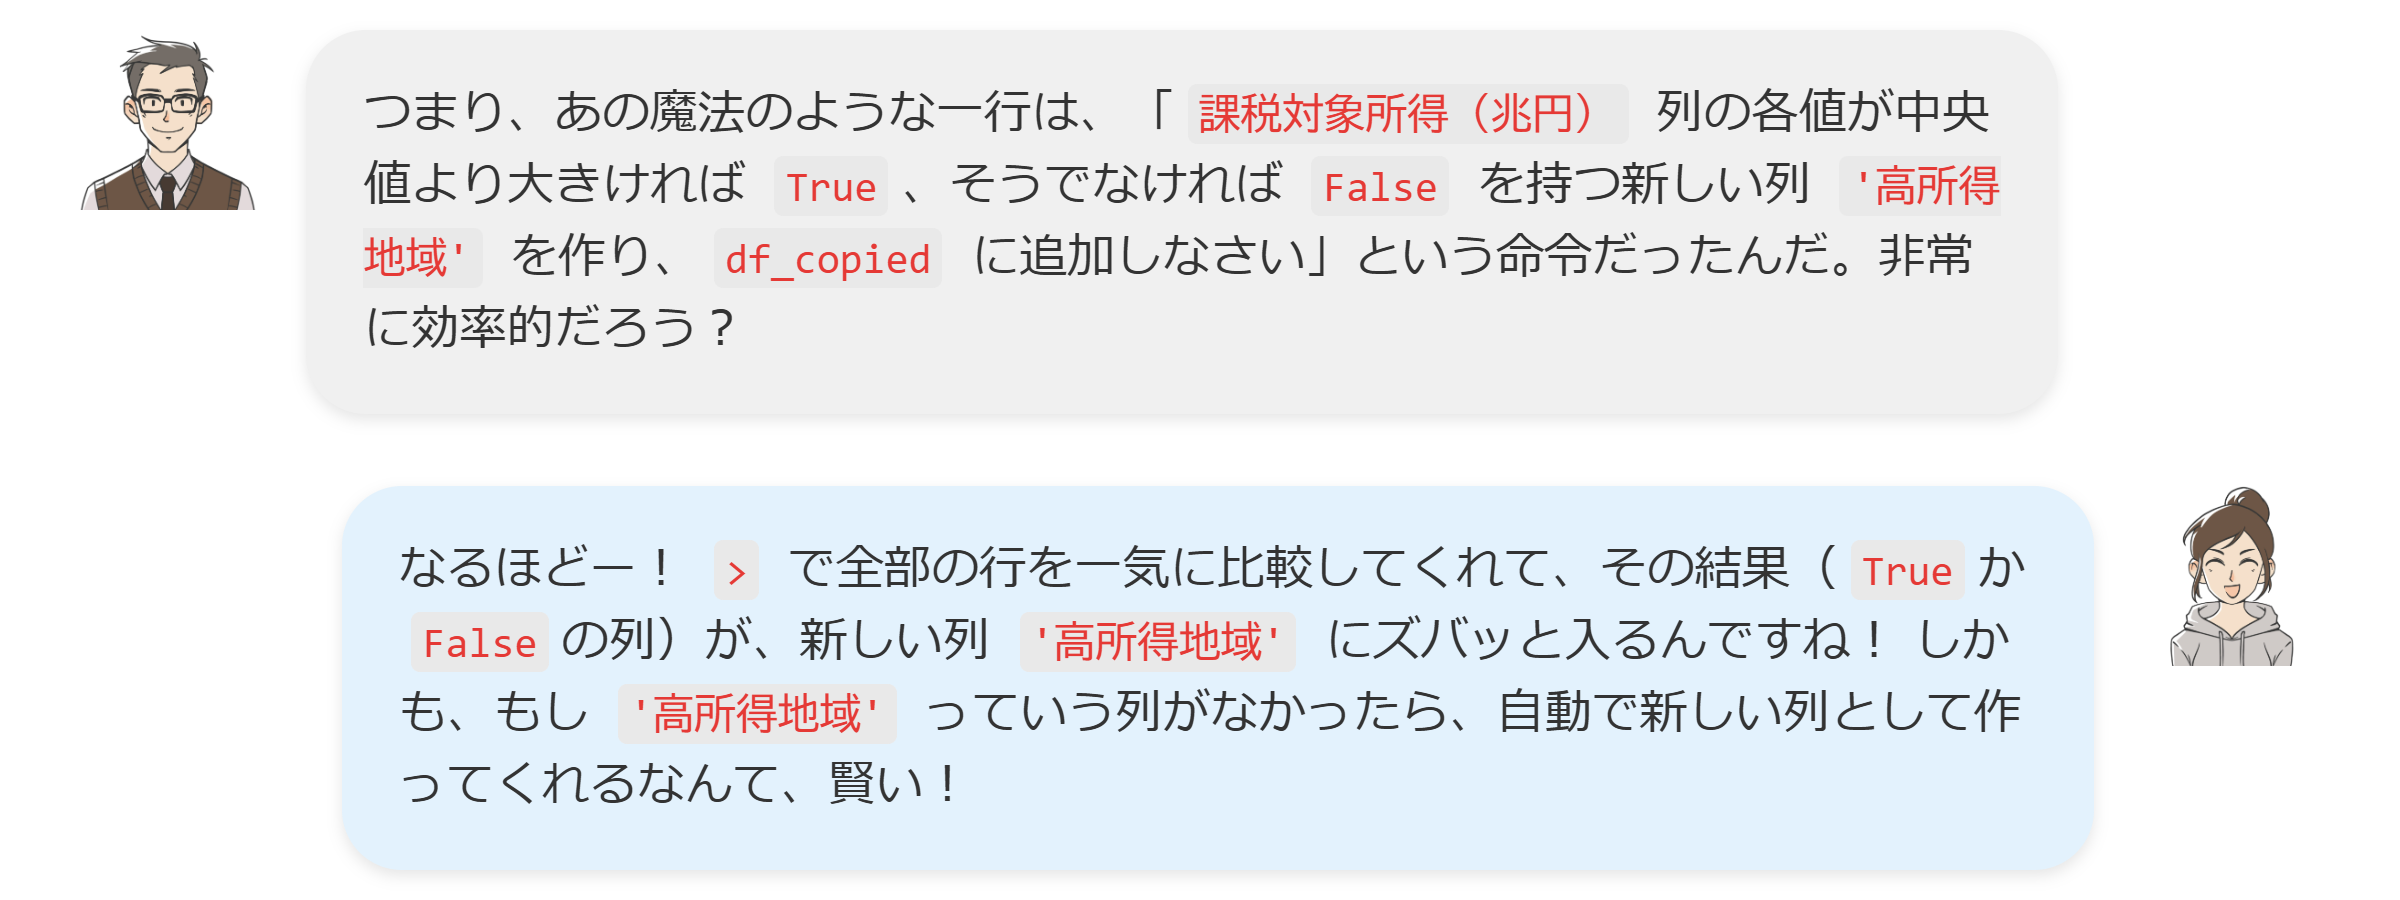 つまり、あの魔法のような一行は、「 課税対象所得（兆円） 列の各値が中央
値より大きければ True 、そうでなければ False を持つ新しい列 '高所得
地域' を作り、 df_copied に追加しなさい」という命令だったんだ。非常
に効率的だろう？
なるほどー！ > で全部の行を一気に比較してくれて、その結果（ True か
False の列）が、新しい列 '高所得地域' にズバッと入るんですね！ しか
も、もし '高所得地域' っていう列がなかったら、自動で新しい列として作
ってくれるなんて、賢い！